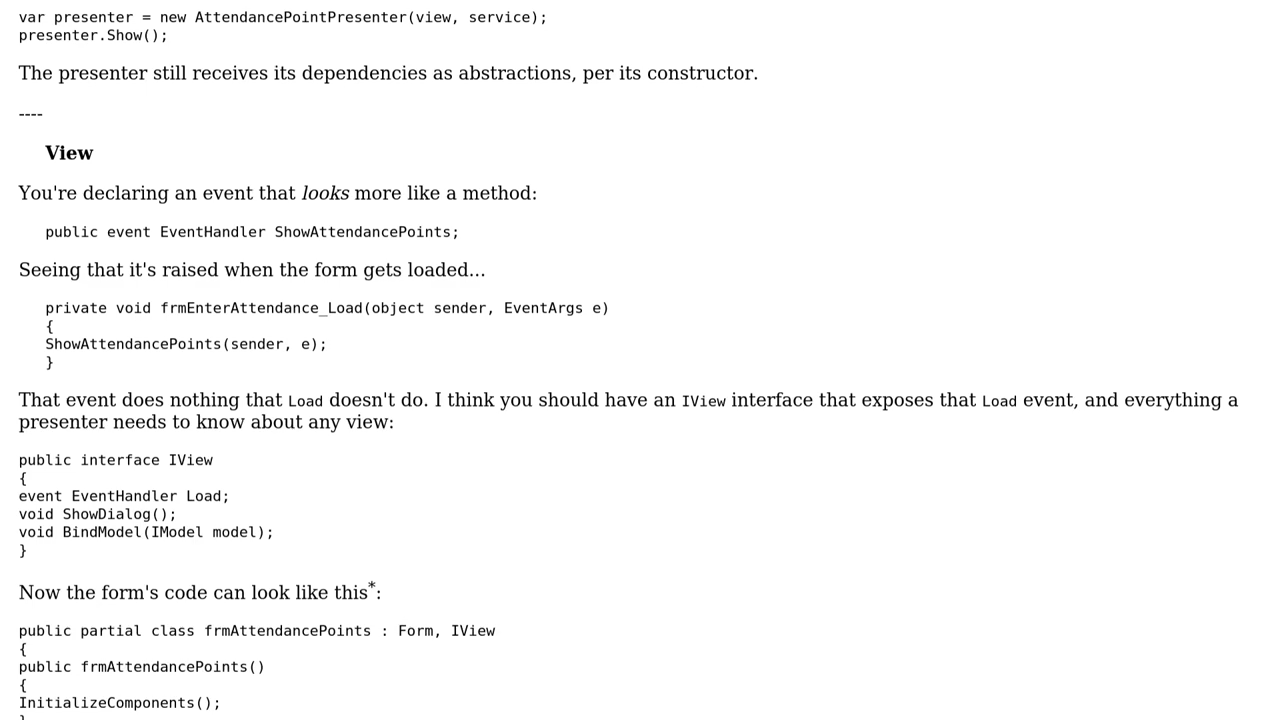 var presenter = new AttendancePointPresenter(view, service);
presenter.Show();
The presenter still receives its dependencies as abstractions, per its constructor.
----
View
You're declaring an event that looks more like a method:
public event EventHandler ShowAttendancePoints;
Seeing that it's raised when the form gets loaded...
private void frmEnterAttendance_Load(object sender, EventArgs e)
{
ShowAttendancePoints(sender, e);
}
That event does nothing that Load doesn't do. I think you should have an IView interface that exposes that Load event, and everything a
presenter needs to know about any view:
public interface IView
{
event EventHandler Load;
void ShowDialog();
void BindModel(IModel model);
}
Now the form's code can look like this*:
public partial class frmAttendancePoints : Form, IView
{
public frmAttendancePoints()
{
InitializeComponents();
}